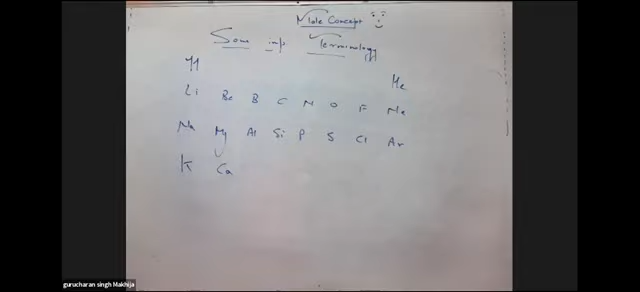 Mole Concept
Some imp Terminology
H He
Li Be B C N O F Ne
Na Mg Al Si P S Cl Ar
K Ca
gurucharan singh Makhija